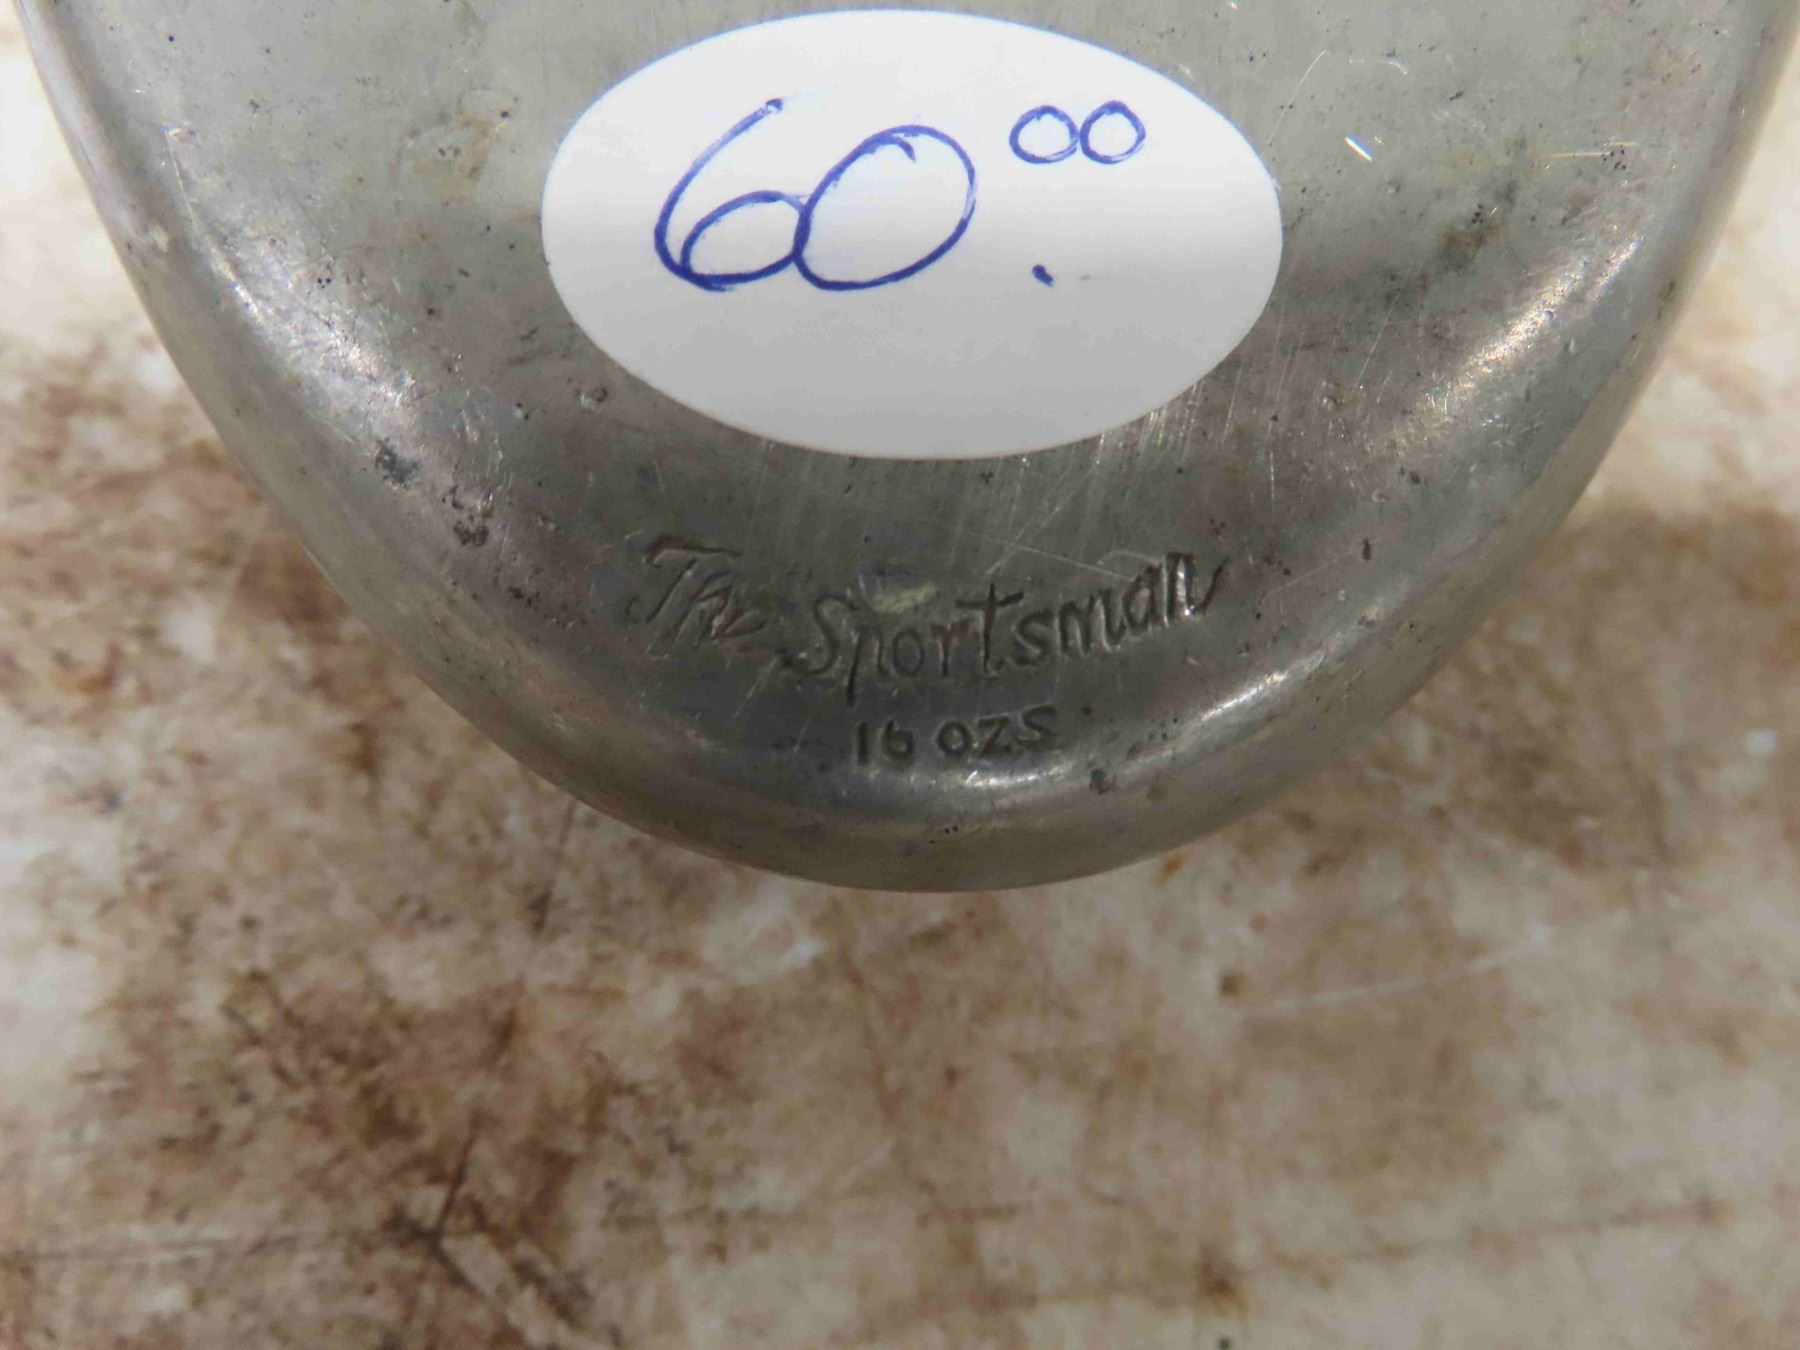 60.00
The Sportsman
16 OZS